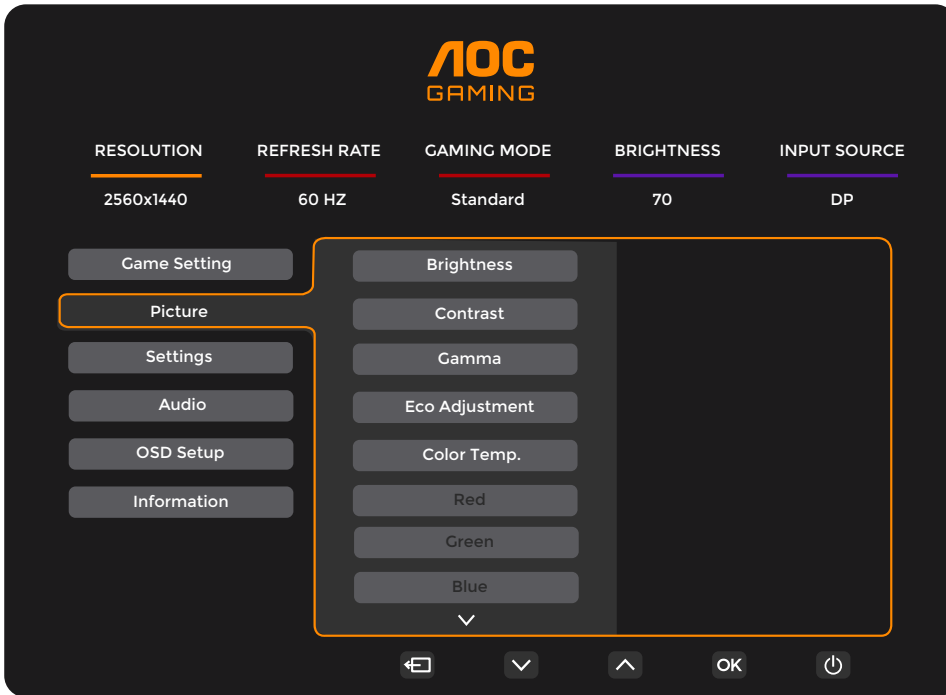 AOC
GAMING
RESOLUTION REFRESH RATE GAMING MODE BRIGHTNESS INPUT SOURCE
2560x1440 60 HZ Standard 70 DP
Game Setting
Picture
Settings
Audio
OSD Setup
Information
Brightness
Contrast
Gamma
Eco Adjustment
Color Temp.
Red
Green
Blue
OK